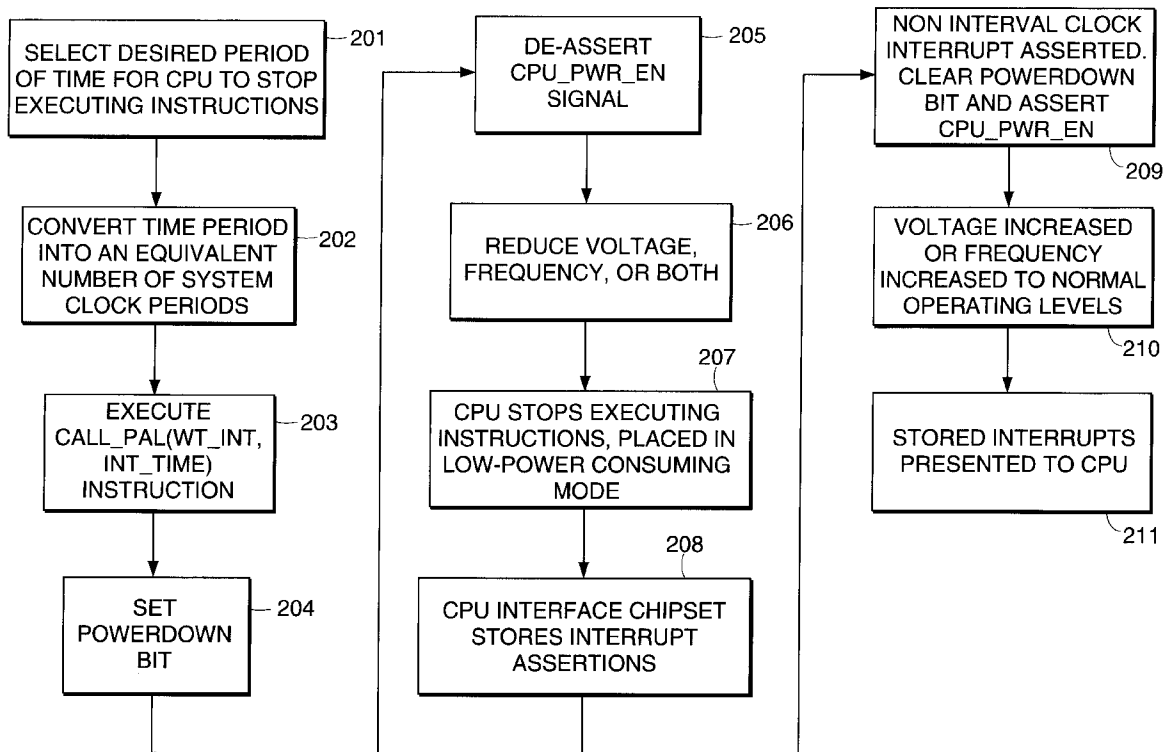 SELECT DESIRED PERIOD
OF TIME FOR CPU TO STOP
EXECUTING INSTRUCTIONS
201
CONVERT TIME PERIOD
INTO AN EQUIVALENT
NUMBER OF SYSTEM
CLOCK PERIODS
202
EXECUTE
CALL_PAL(WT_INT,
INT_TIME)
INSTRUCTION
203
SET
POWERDOWN
BIT
204
DE-ASSERT
CPU_PWR_EN
SIGNAL
205
REDUCE VOLTAGE,
FREQUENCY, OR BOTH
206
207
CPU STOPS EXECUTING
INSTRUCTIONS, PLACED IN
LOW-POWER CONSUMING
MODE
208
CPU INTERFACE CHIPSET
STORES INTERRUPT
ASSERTIONS
NON INTERVAL CLOCK
INTERRUPT ASSERTED.
CLEAR POWERDOWN
BIT AND ASSERT
CPU_PWR_EN
209
VOLTAGE INCREASED
OR FREQUENCY
INCREASED TO NORMAL
OPERATING LEVELS
210
STORED INTERRUPTS
PRESENTED TO CPU
211